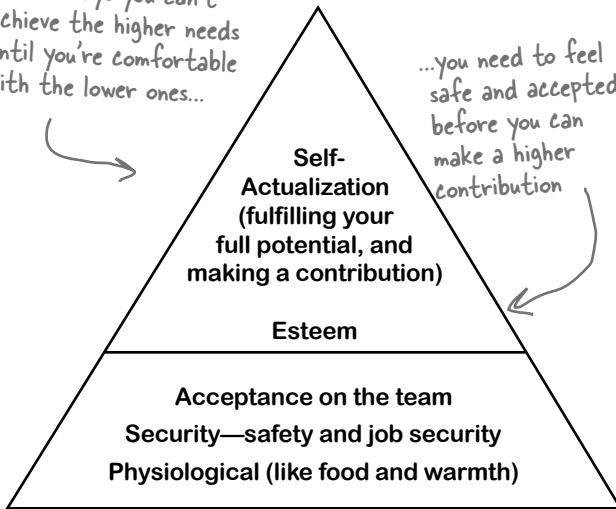 you can't
achieve the higher needs
until you're comfortable
with the lower ones...
...you need to feel
safe and accepted
before you can
make a higher
contribution
Self-
Actualization
(fulfilling your
full potential, and
making a contribution)
Esteem
Acceptance on the team
Security—safety and job security
Physiological (like food and warmth)